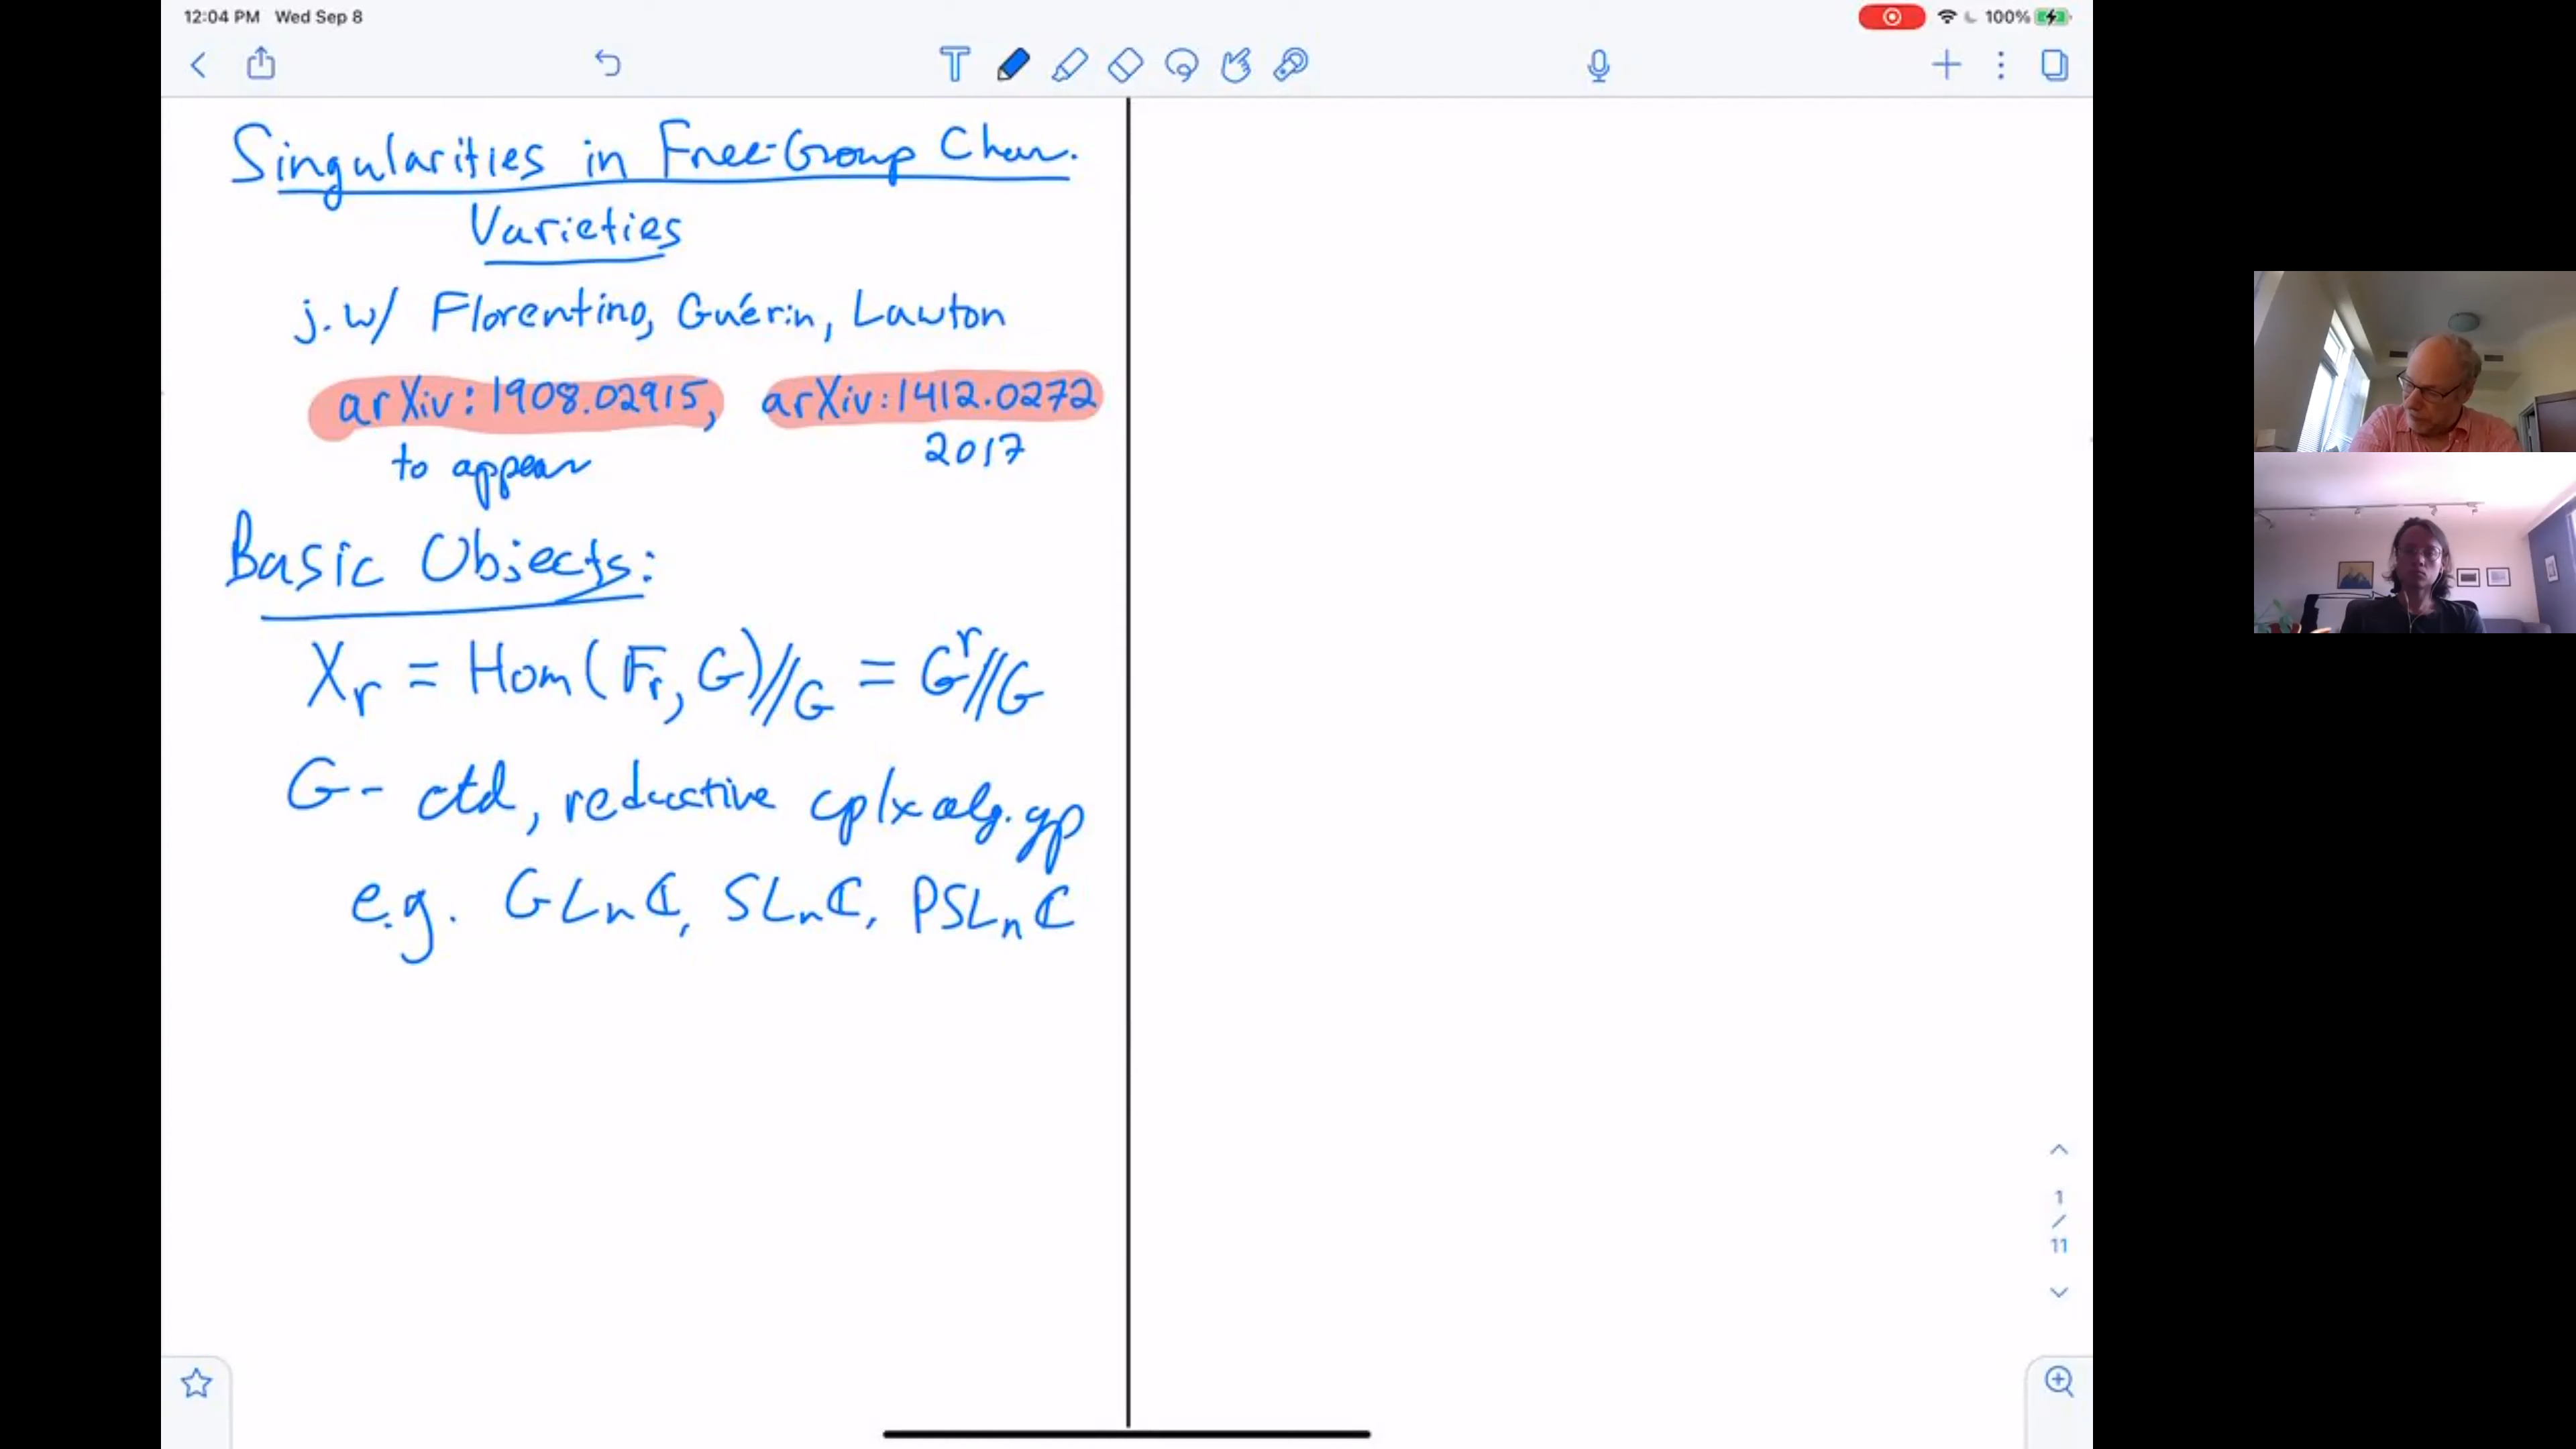 12:04 PM Wed Sep 8
100%
T
Singularities in Free-Group Char.
Varieties
j.w/ Florentino, Guérin, Lawton
arXiv:1908.02915, arXiv:1412.0272
to appear 2017
Basic Objects:
X_r = Hom(F_r, G)//G = G^r//G
G- ctd, reductive cplx alg. gp
e.g. GL_nℂ, SL_nℂ, PSL_nℂ
1
/
11